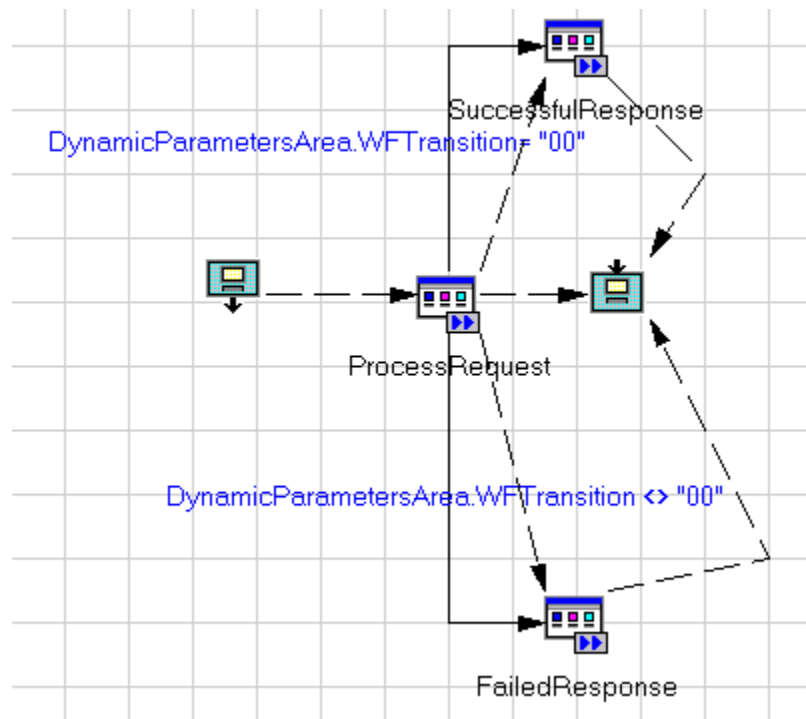 SuccessfulResponse
DynamicParametersArea.WFTransition= "00"
ProcessRequest
DynamicParametersArea.WFTransition <> "00"
FailedResponse